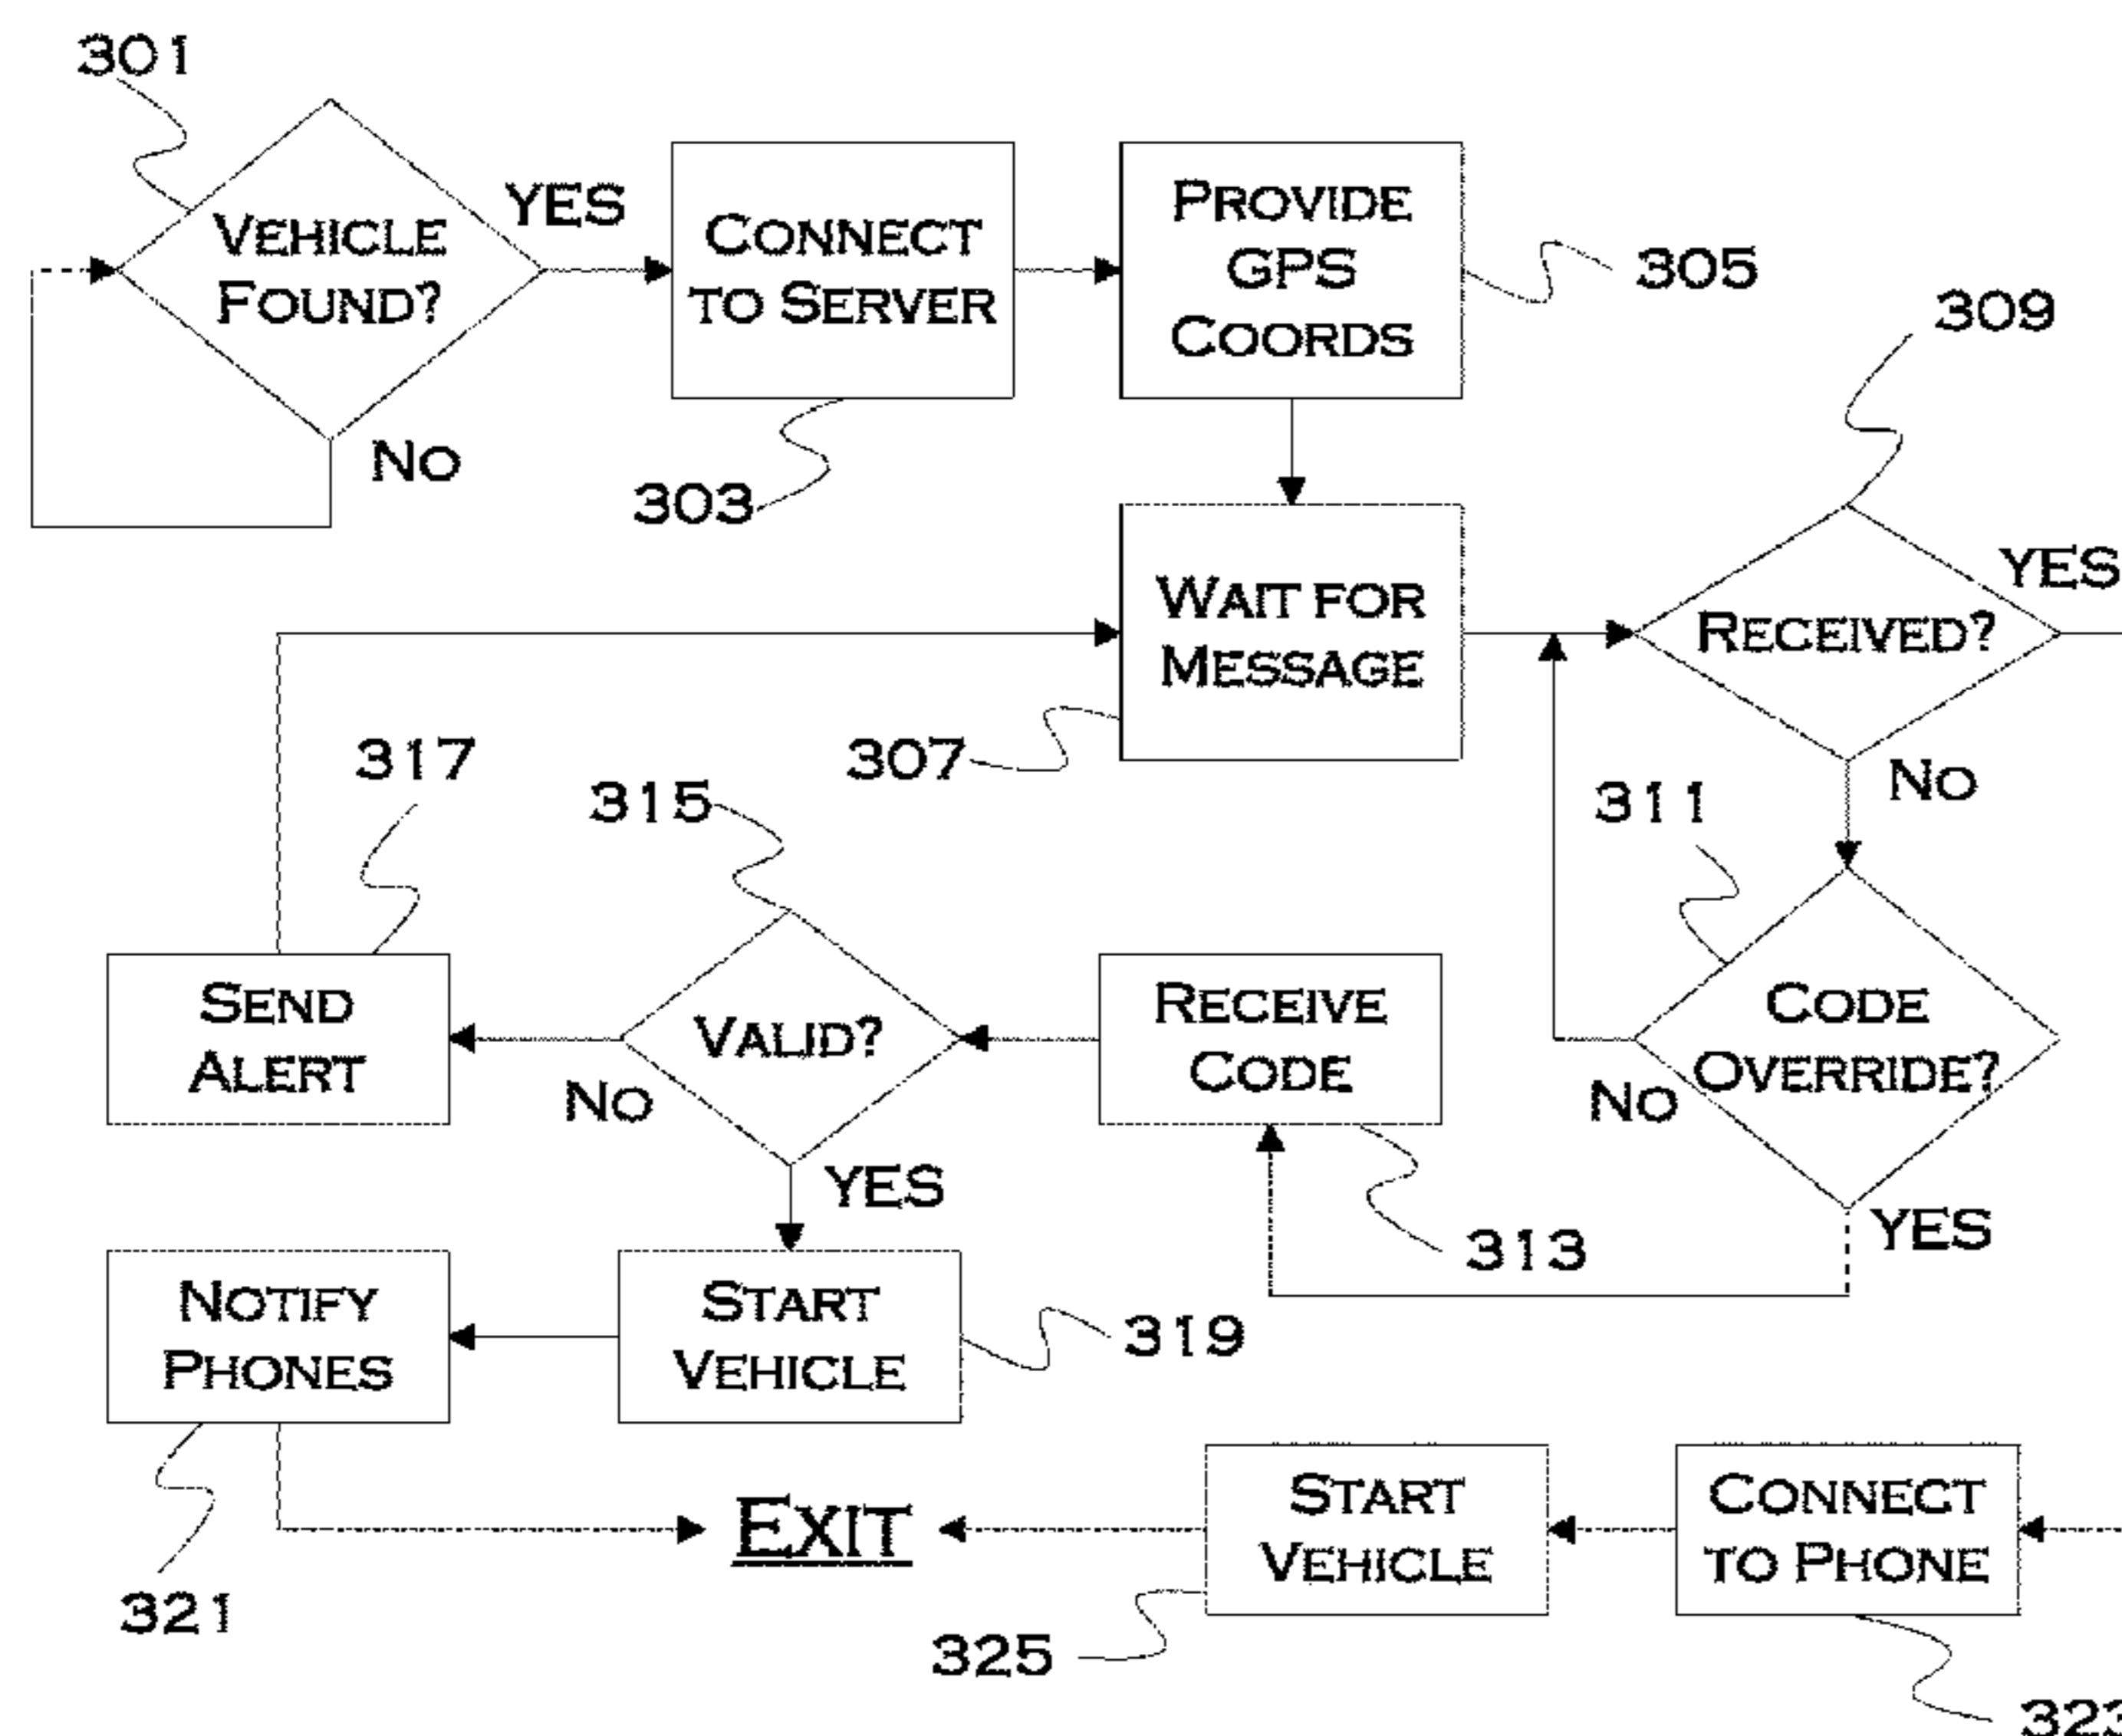 301
VEHICLE
FOUND?
YES
NO
CONNECT
TO SERVER
303
PROVIDE
GPS
COORDS
305
309
WAIT FOR
MESSAGE
307
RECEIVED?
YES
NO
317
315
311
SEND
ALERT
VALID?
NO
YES
RECEIVE
CODE
313
CODE
OVERRIDE?
NO
YES
NOTIFY
PHONES
321
START
VEHICLE
319
EXIT
START
VEHICLE
325
CONNECT
TO PHONE
323